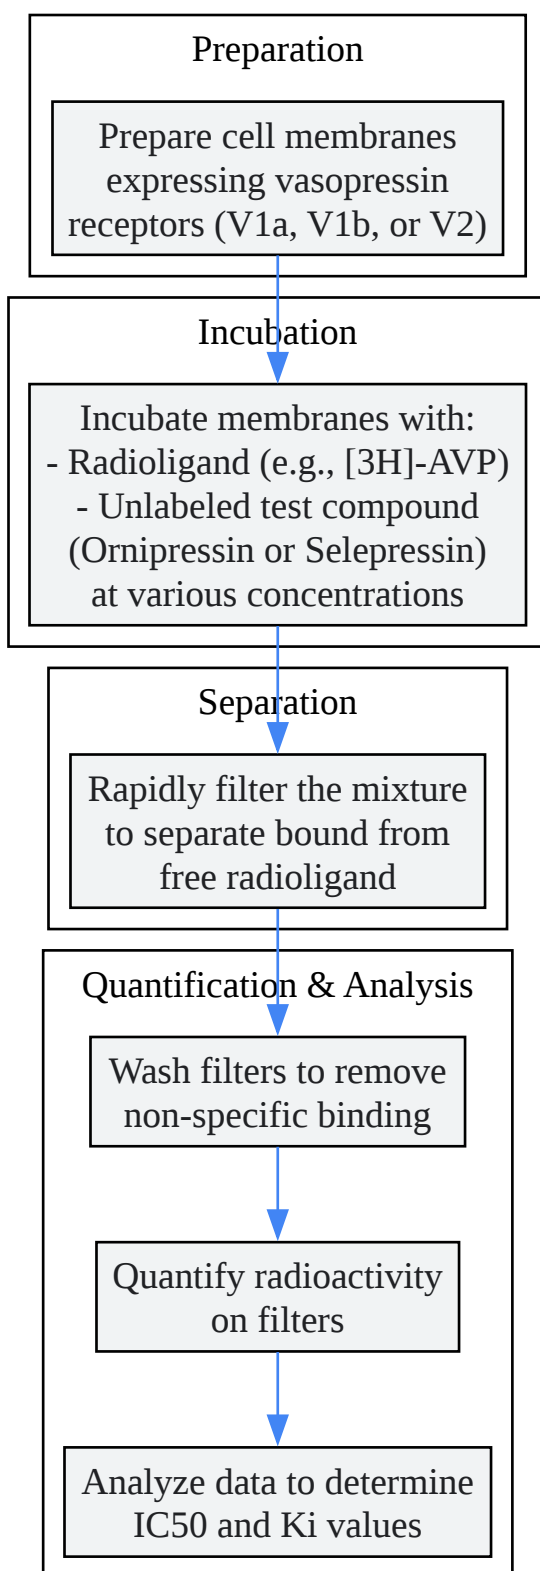 Preparation
Prepare cell membranes
expressing vasopressin
receptors (V1a, V1b, or V2)
Incubation
Incubate membranes with:
- Radioligand (e.g., [3H]-AVP)
- Unlabeled test compound
(Ornipressin or Selepressin)
at various concentrations
Separation
Rapidly filter the mixture
to separate bound from
free radioligand
Quantification & Analysis
Wash filters to remove
non-specific binding
Quantify radioactivity
on filters
Analyze data to determine
IC50 and Ki values